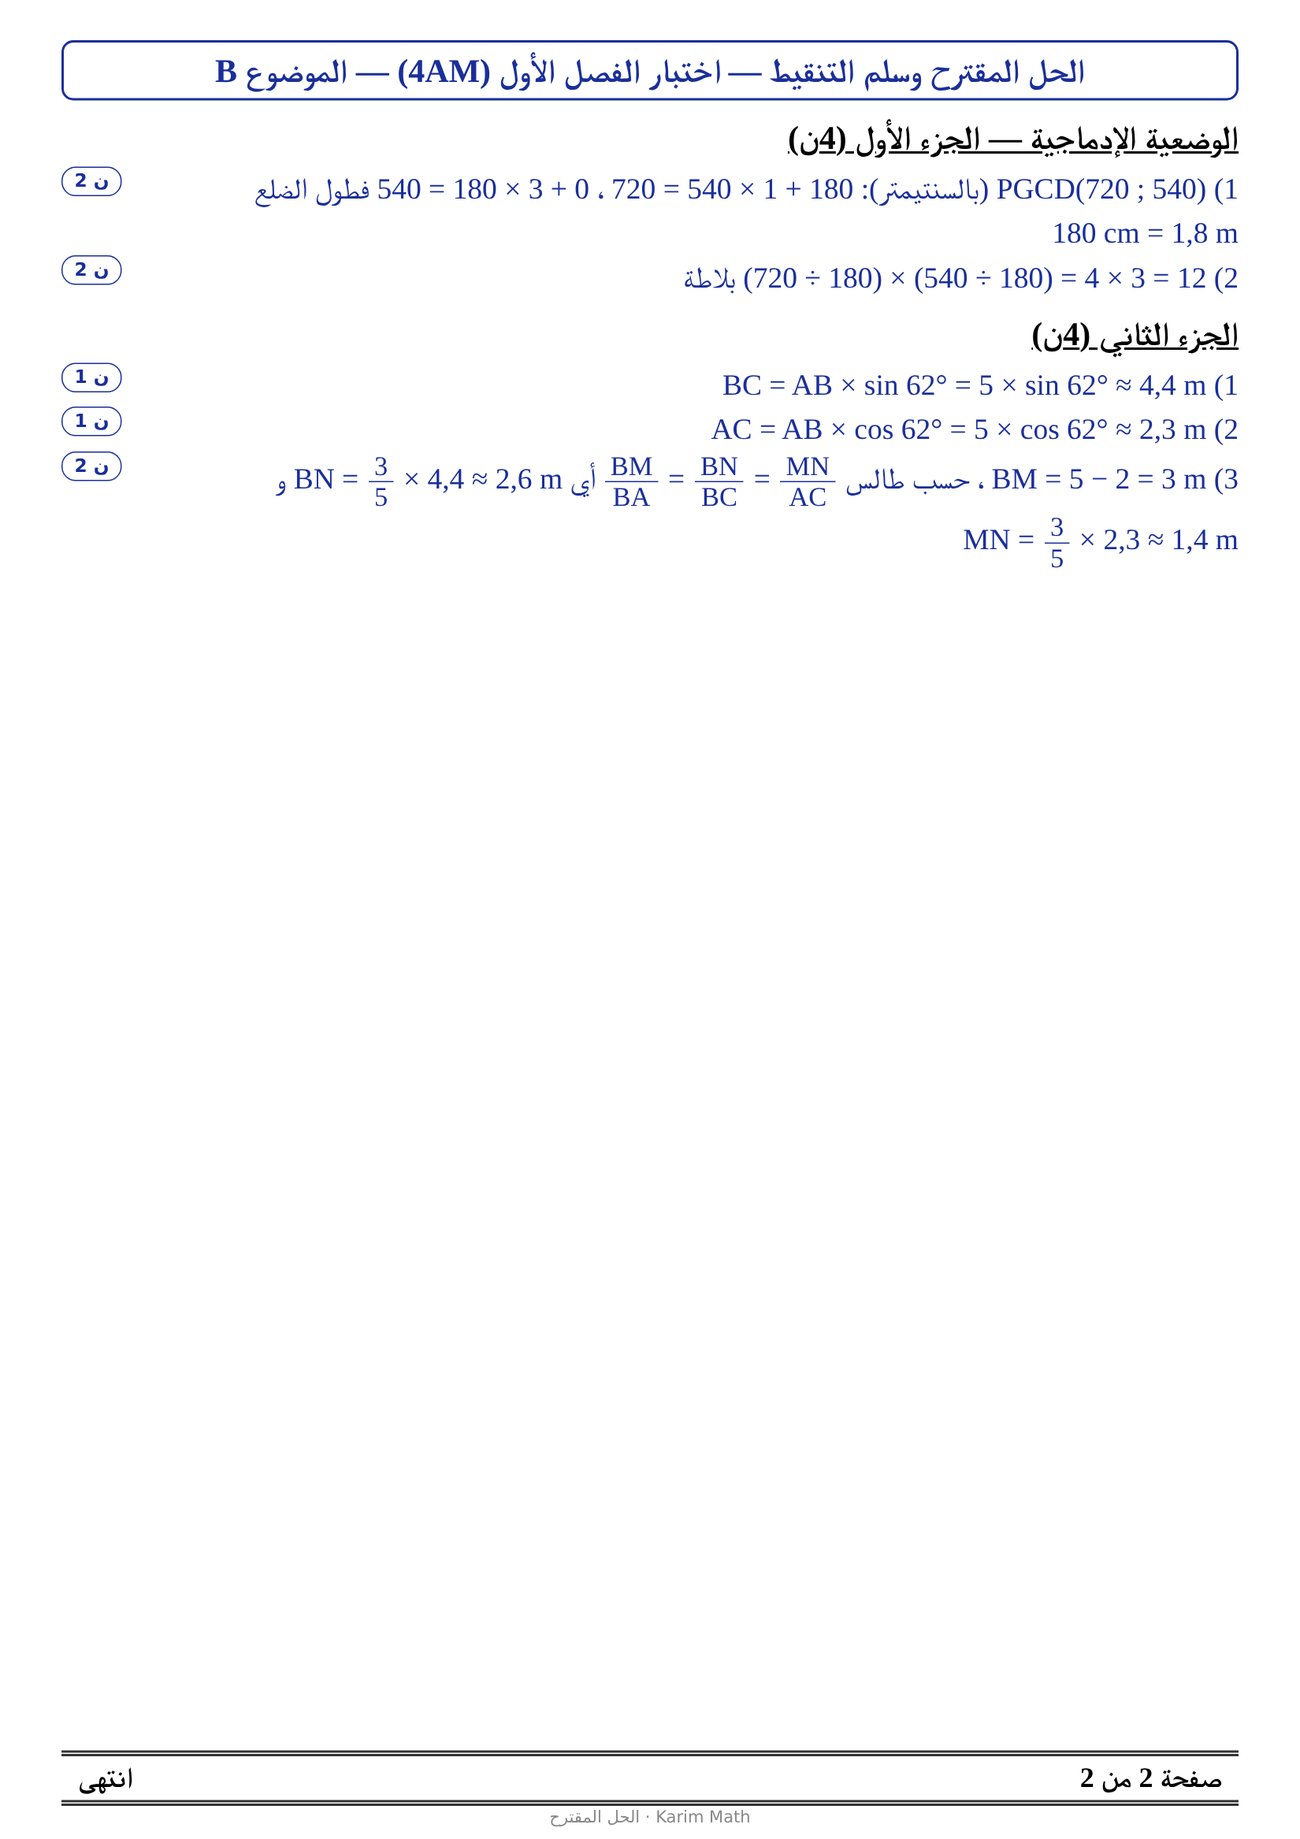 الحل المقترح وسلم التنقيط — اختبار الفصل الأول (4AM) — الموضوع B
الوضعية الإدماجية — الجزء الأول (4ن)
1) PGCD(720 ; 540) (بالسنتيمتر): 720 = 540 × 1 + 180 ، 540 = 180 × 3 + 0 فطول الضلع
2 ن
180 cm = 1,8 m
2) (720 ÷ 180) × (540 ÷ 180) = 4 × 3 = 12 بلاطة
2 ن
الجزء الثاني (4ن)
1) BC = AB × sin 62° = 5 × sin 62° ≈ 4,4 m
1 ن
2) AC = AB × cos 62° = 5 × cos 62° ≈ 2,3 m
1 ن
3) BM = 5 − 2 = 3 m ، حسب طالس BM/BA = BN/BC = MN/AC أي BN = 3/5 × 4,4 ≈ 2,6 m و
2 ن
MN = 3/5 × 2,3 ≈ 1,4 m
صفحة 2 من 2
انتهى
Karim Math · الحل المقترح